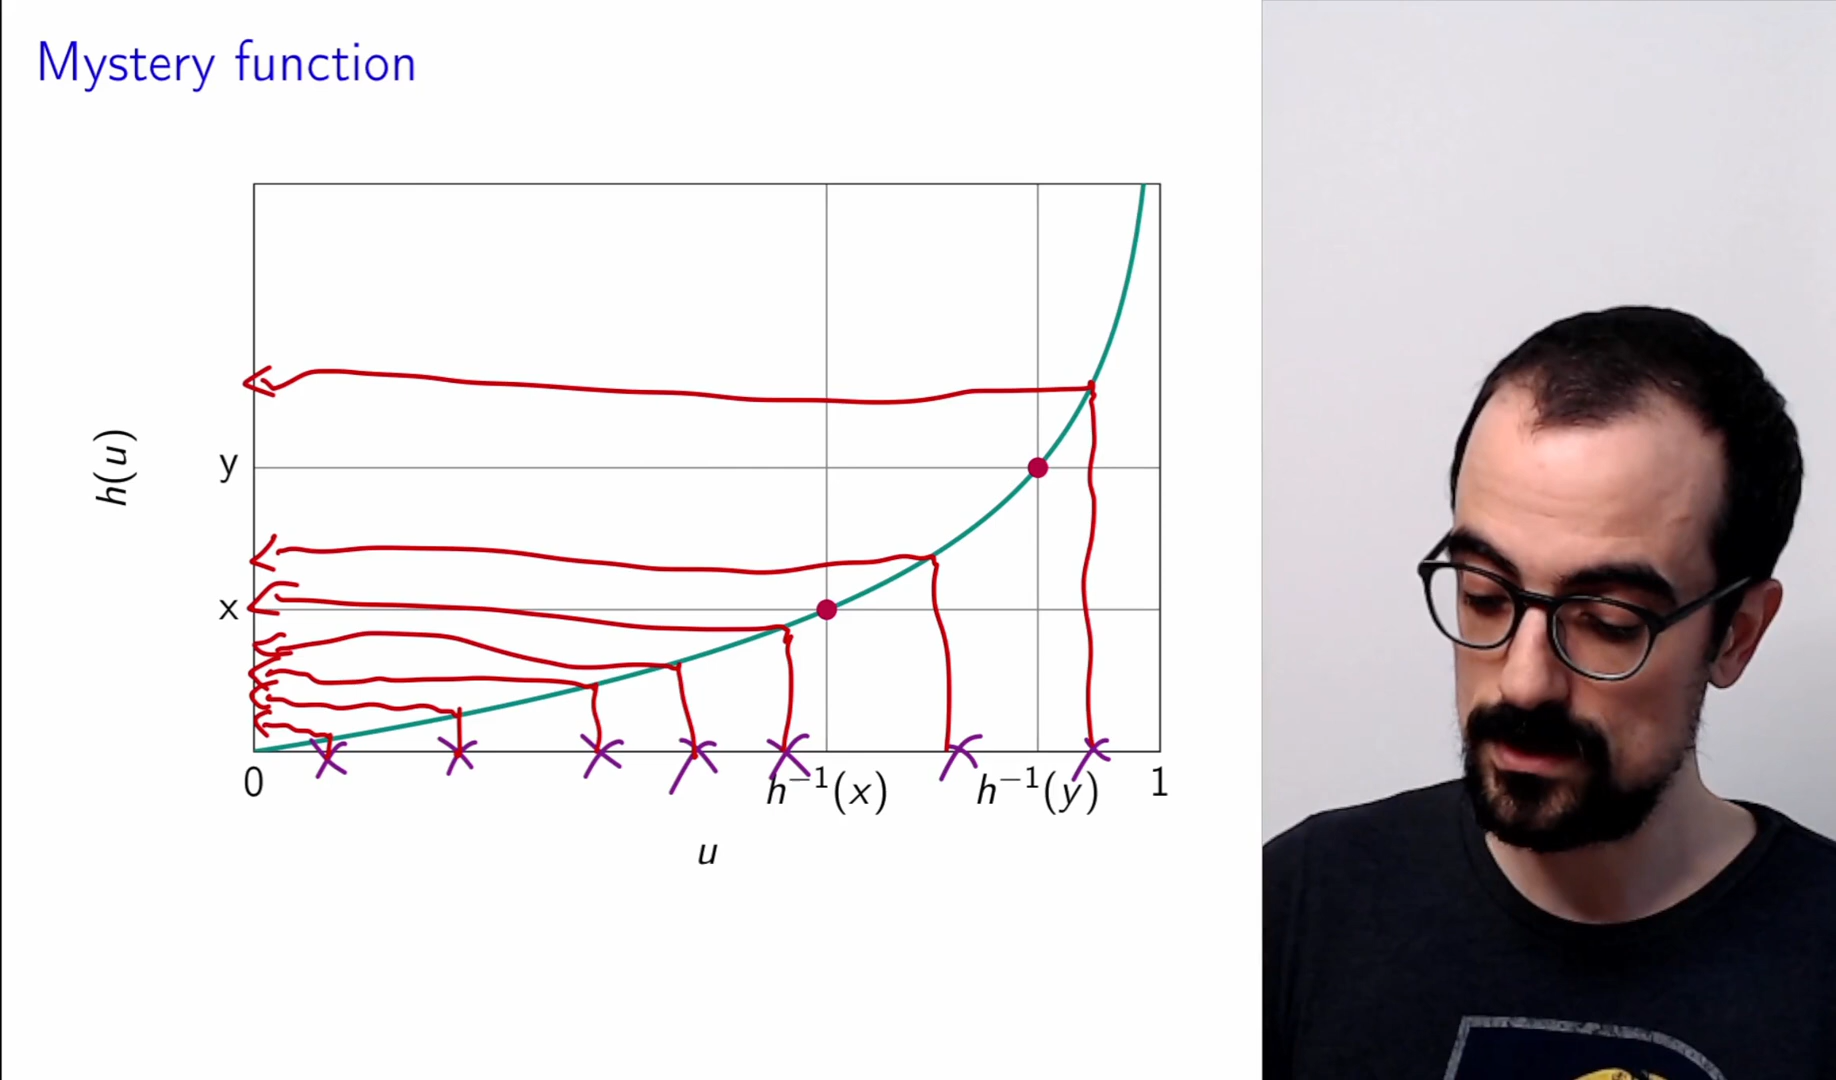 Mystery function
h(u)
y
x
0
h⁻¹(x)
h⁻¹(y)
1
u